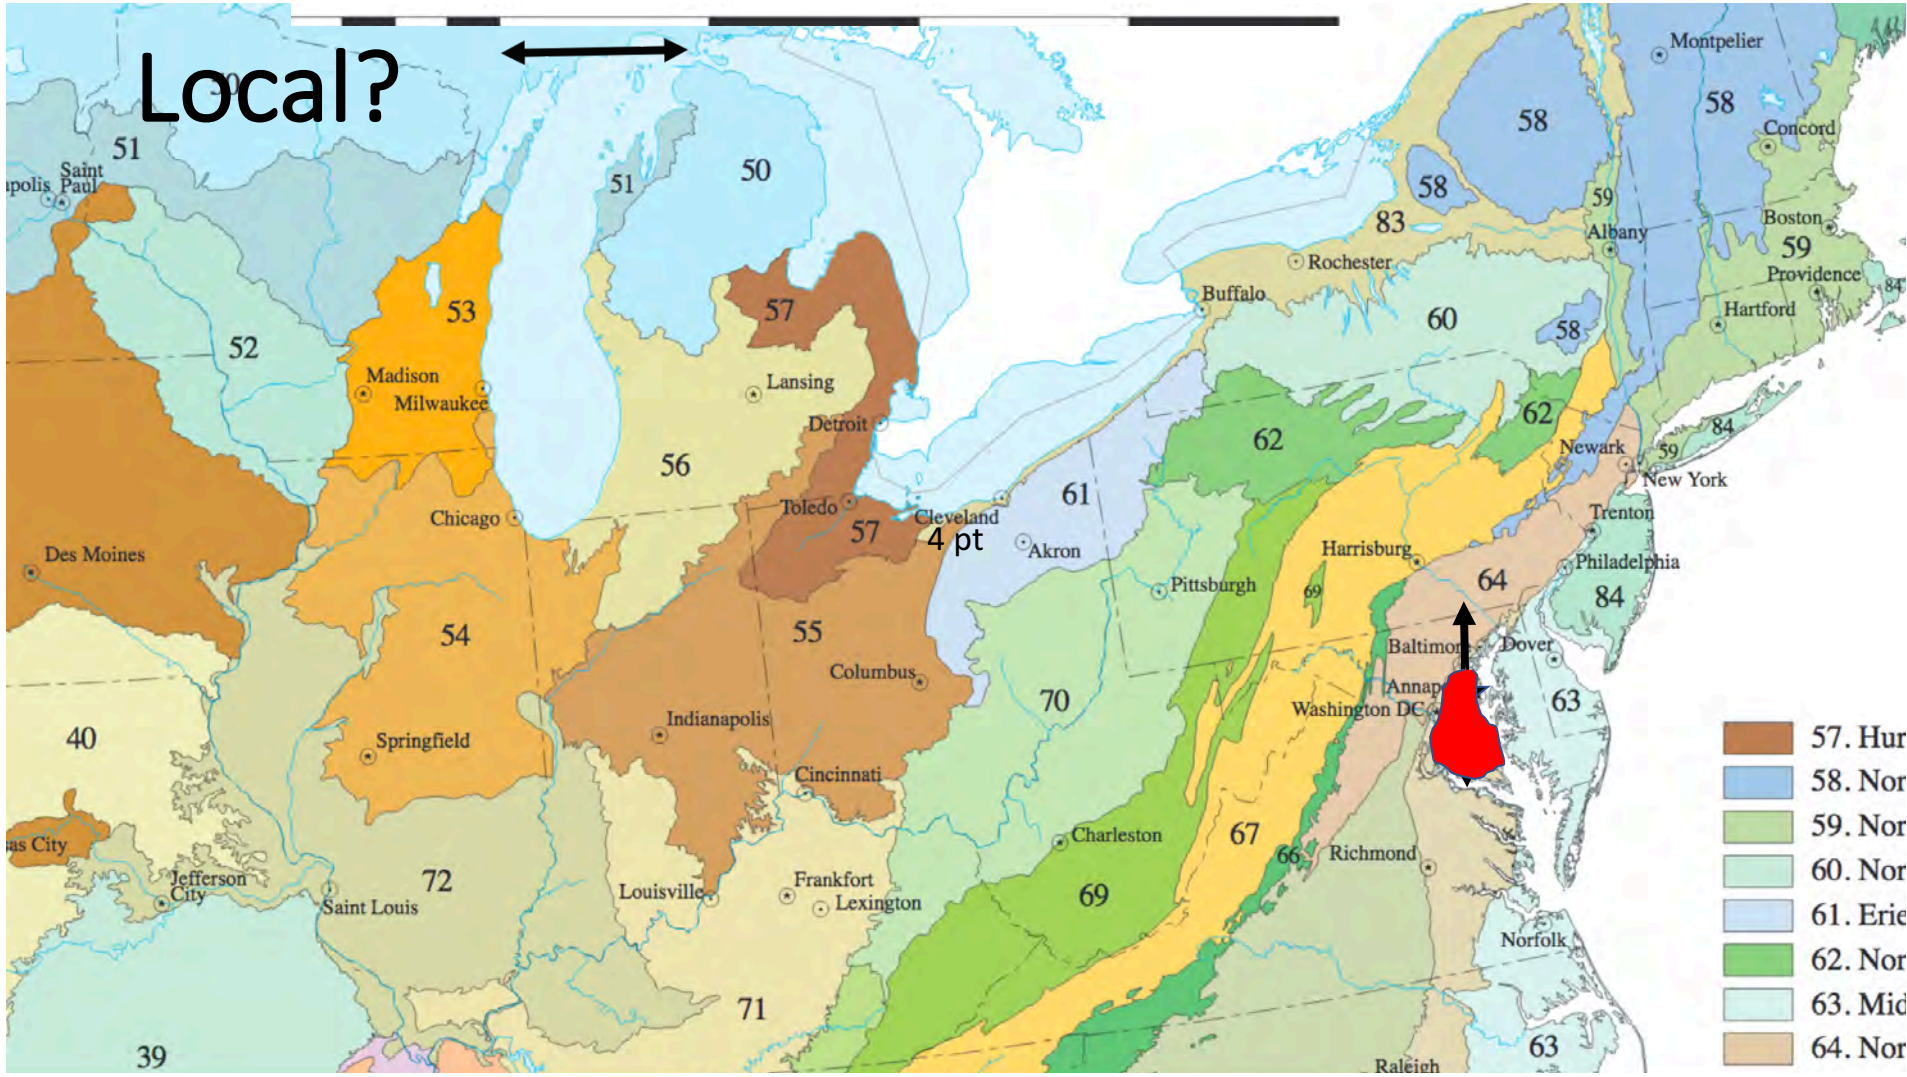 Local?
50
51
Saint
Paul
apolis
52
53
Madison
Milwaukee
51
50
57
56
Lansing
Detroit
Toledo
57
Cleveland
4 pt
Akron
61
Chicago
Des Moines
54
55
Columbus
Indianapolis
Springfield
Cincinnati
40
sas City
Jefferson
City
Saint Louis
72
39
Louisville
Frankfort
Lexington
71
70
Charleston
69
67
66
Pittsburgh
69
62
62
60
58
Buffalo
Rochester
83
58
58
58
59
Albany
Montpelier
Concord
Boston
59
Providence
84
Hartford
84
59
Newark
New York
Trenton
Philadelphia
84
Harrisburg
64
Baltimore
Dover
Annap
Washington DC
63
Richmond
Norfolk
63
Raleigh
57. Hur
58. Nor
59. Nor
60. Nor
61. Erie
62. Nor
63. Mid
64. Nor